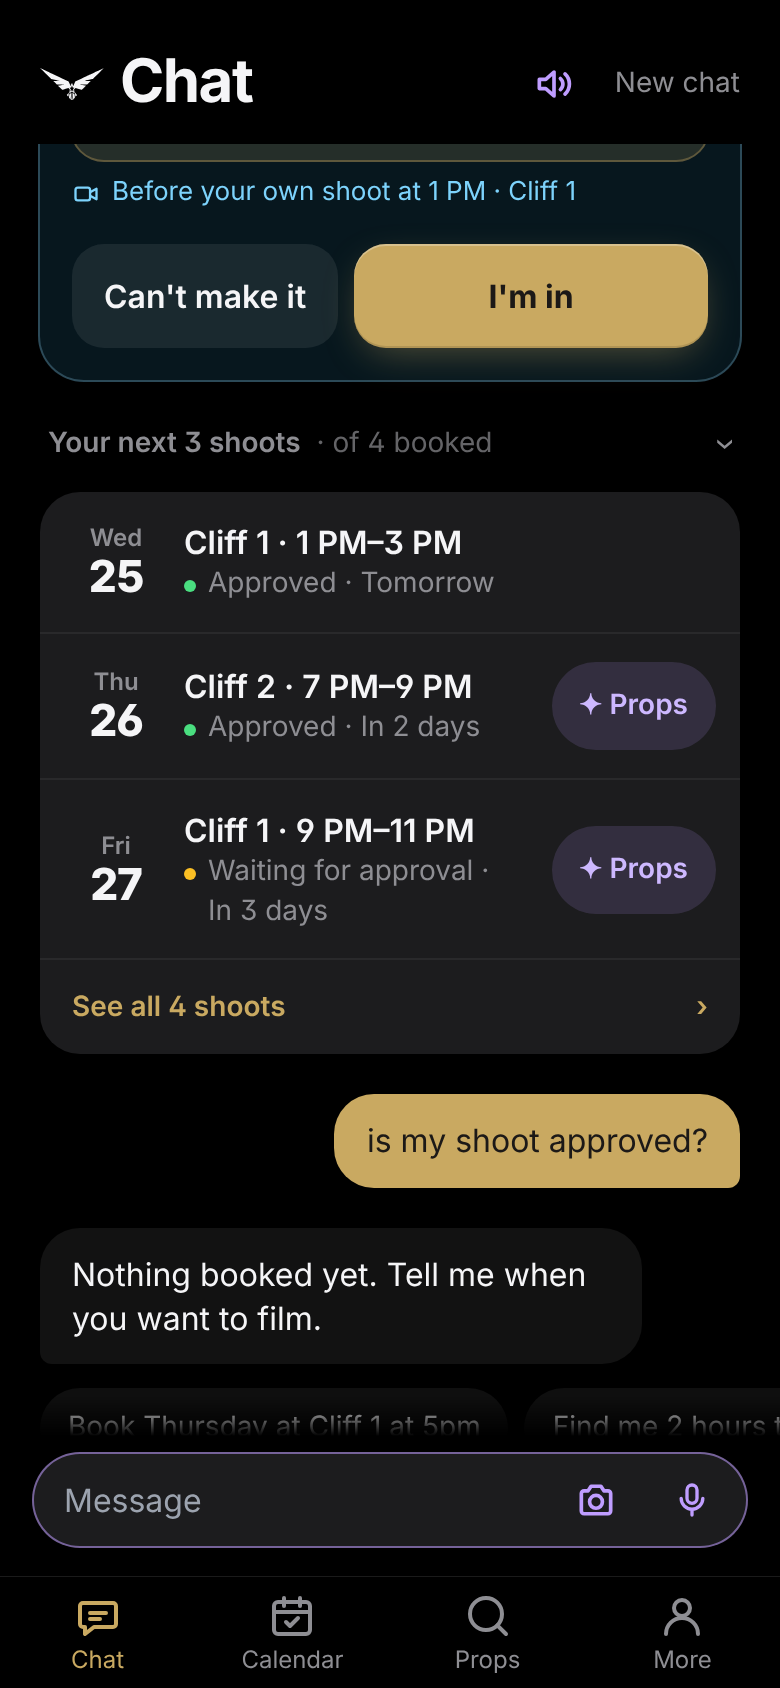 Chat
New chat
Before your own shoot at 1 PM · Cliff 1
Can't make it
I'm in
Your next 3 shoots · of 4 booked
Wed
25
Cliff 1 · 1 PM–3 PM
Approved · Tomorrow
Thu
26
Cliff 2 · 7 PM–9 PM
Approved · In 2 days
Props
Fri
27
Cliff 1 · 9 PM–11 PM
Waiting for approval ·
In 3 days
Props
See all 4 shoots
is my shoot approved?
Nothing booked yet. Tell me when
you want to film.
Book Thursday at Cliff 1 at 5pm
Find me 2 hours
Message
Chat
Calendar
Props
More